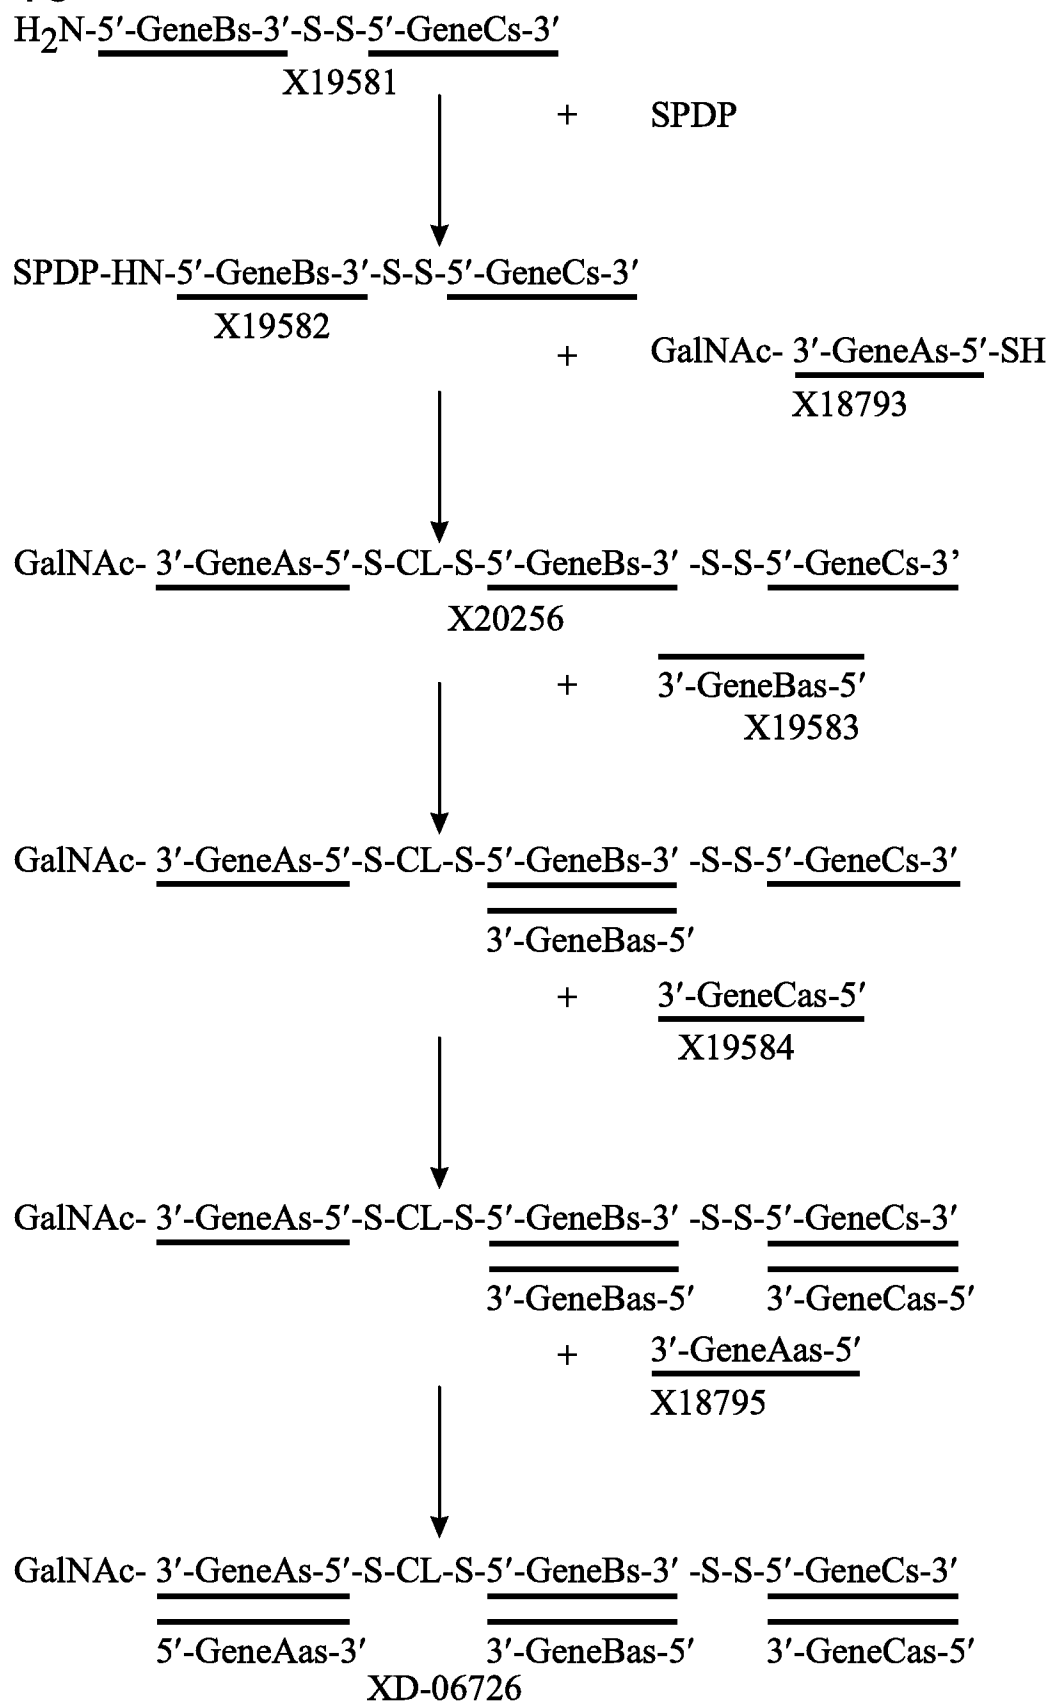 H₂N-5′-GeneBs-3′-S-S-5′-GeneCs-3′
X19581
+ SPDP
SPDP-HN-5′-GeneBs-3′-S-S-5′-GeneCs-3′
X19582
+ GalNAc- 3′-GeneAs-5′-SH
X18793
GalNAc- 3′-GeneAs-5′-S-CL-S-5′-GeneBs-3′ -S-S-5′-GeneCs-3’
X20256
+ 3′-GeneBas-5′
X19583
GalNAc- 3′-GeneAs-5′-S-CL-S-5′-GeneBs-3′ -S-S-5′-GeneCs-3′
3′-GeneBas-5′
+ 3′-GeneCas-5′
X19584
GalNAc- 3′-GeneAs-5′-S-CL-S-5′-GeneBs-3′ -S-S-5′-GeneCs-3′
3′-GeneBas-5′ 3′-GeneCas-5′
+ 3′-GeneAas-5′
X18795
GalNAc- 3′-GeneAs-5′-S-CL-S-5′-GeneBs-3′ -S-S-5′-GeneCs-3′
5′-GeneAas-3′ 3′-GeneBas-5′ 3′-GeneCas-5′
XD-06726